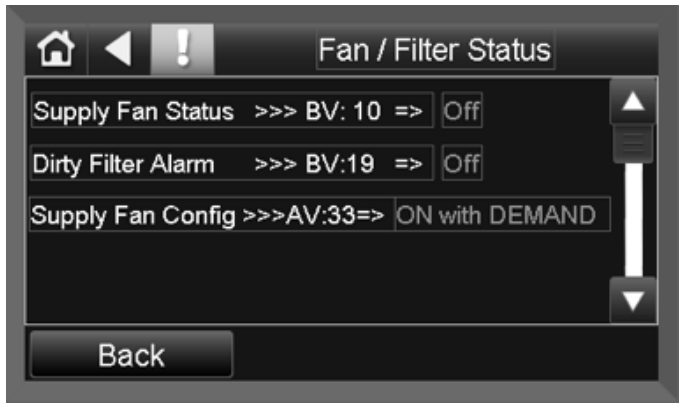 Fan / Filter Status
Supply Fan Status >>> BV: 10 => Off
Dirty Filter Alarm >>> BV:19 => Off
Supply Fan Config >>>AV:33=> ON with DEMAND
Back